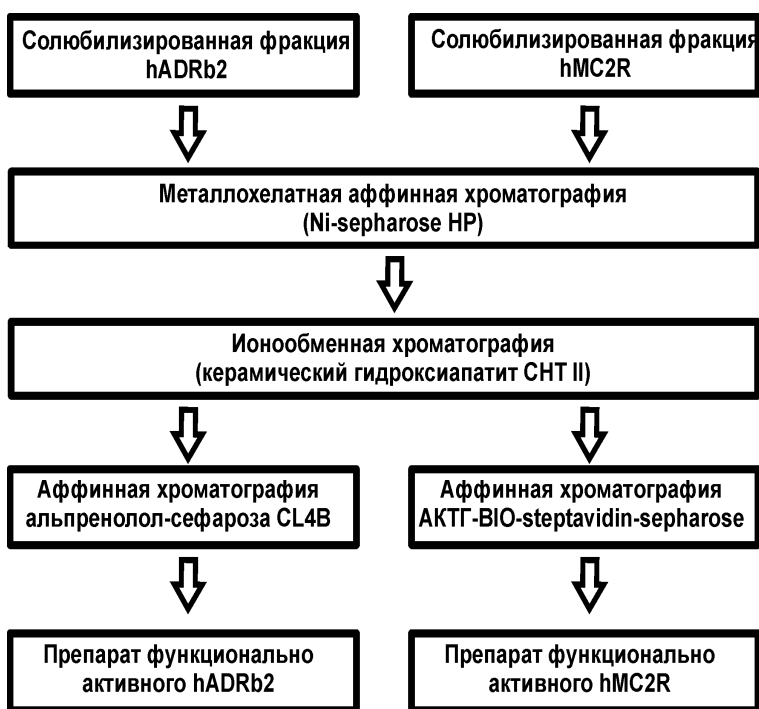 Солюбилизированная фракция
hADRb2
Солюбилизированная фракция
hMC2R
Металлохелатная аффинная хроматография
(Ni-sepharose HP)
Ионообменная хроматография
(керамический гидроксиапатит CHT II)
Аффинная хроматография
альпренолол-сефароза CL4B
Аффинная хроматография
АКТГ-BIO-steptavidin-sepharose
Препарат функционально
активного hADRb2
Препарат функционально
активного hMC2R